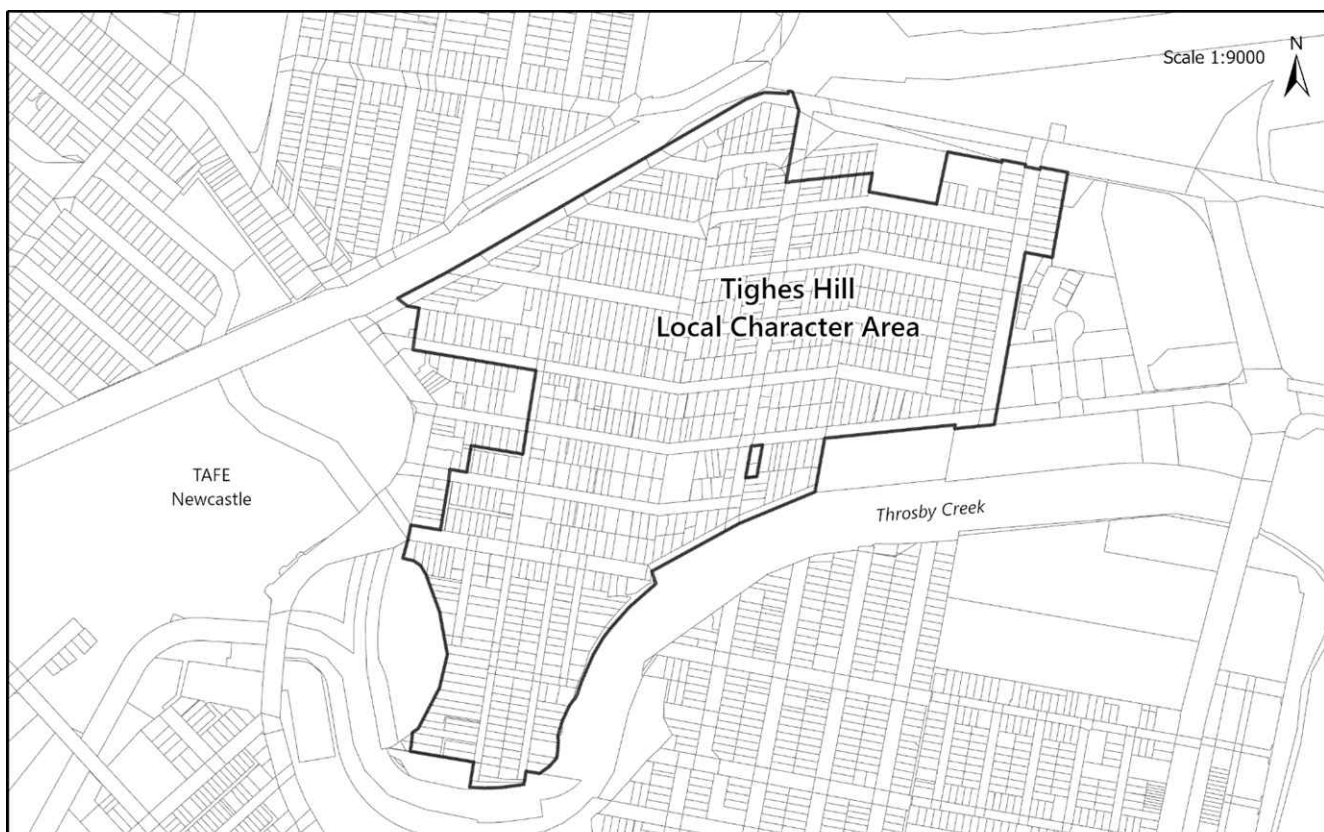 Scale 1:9000
N
Tighes Hill
Local Character Area
TAFE
Newcastle
Throsby Creek